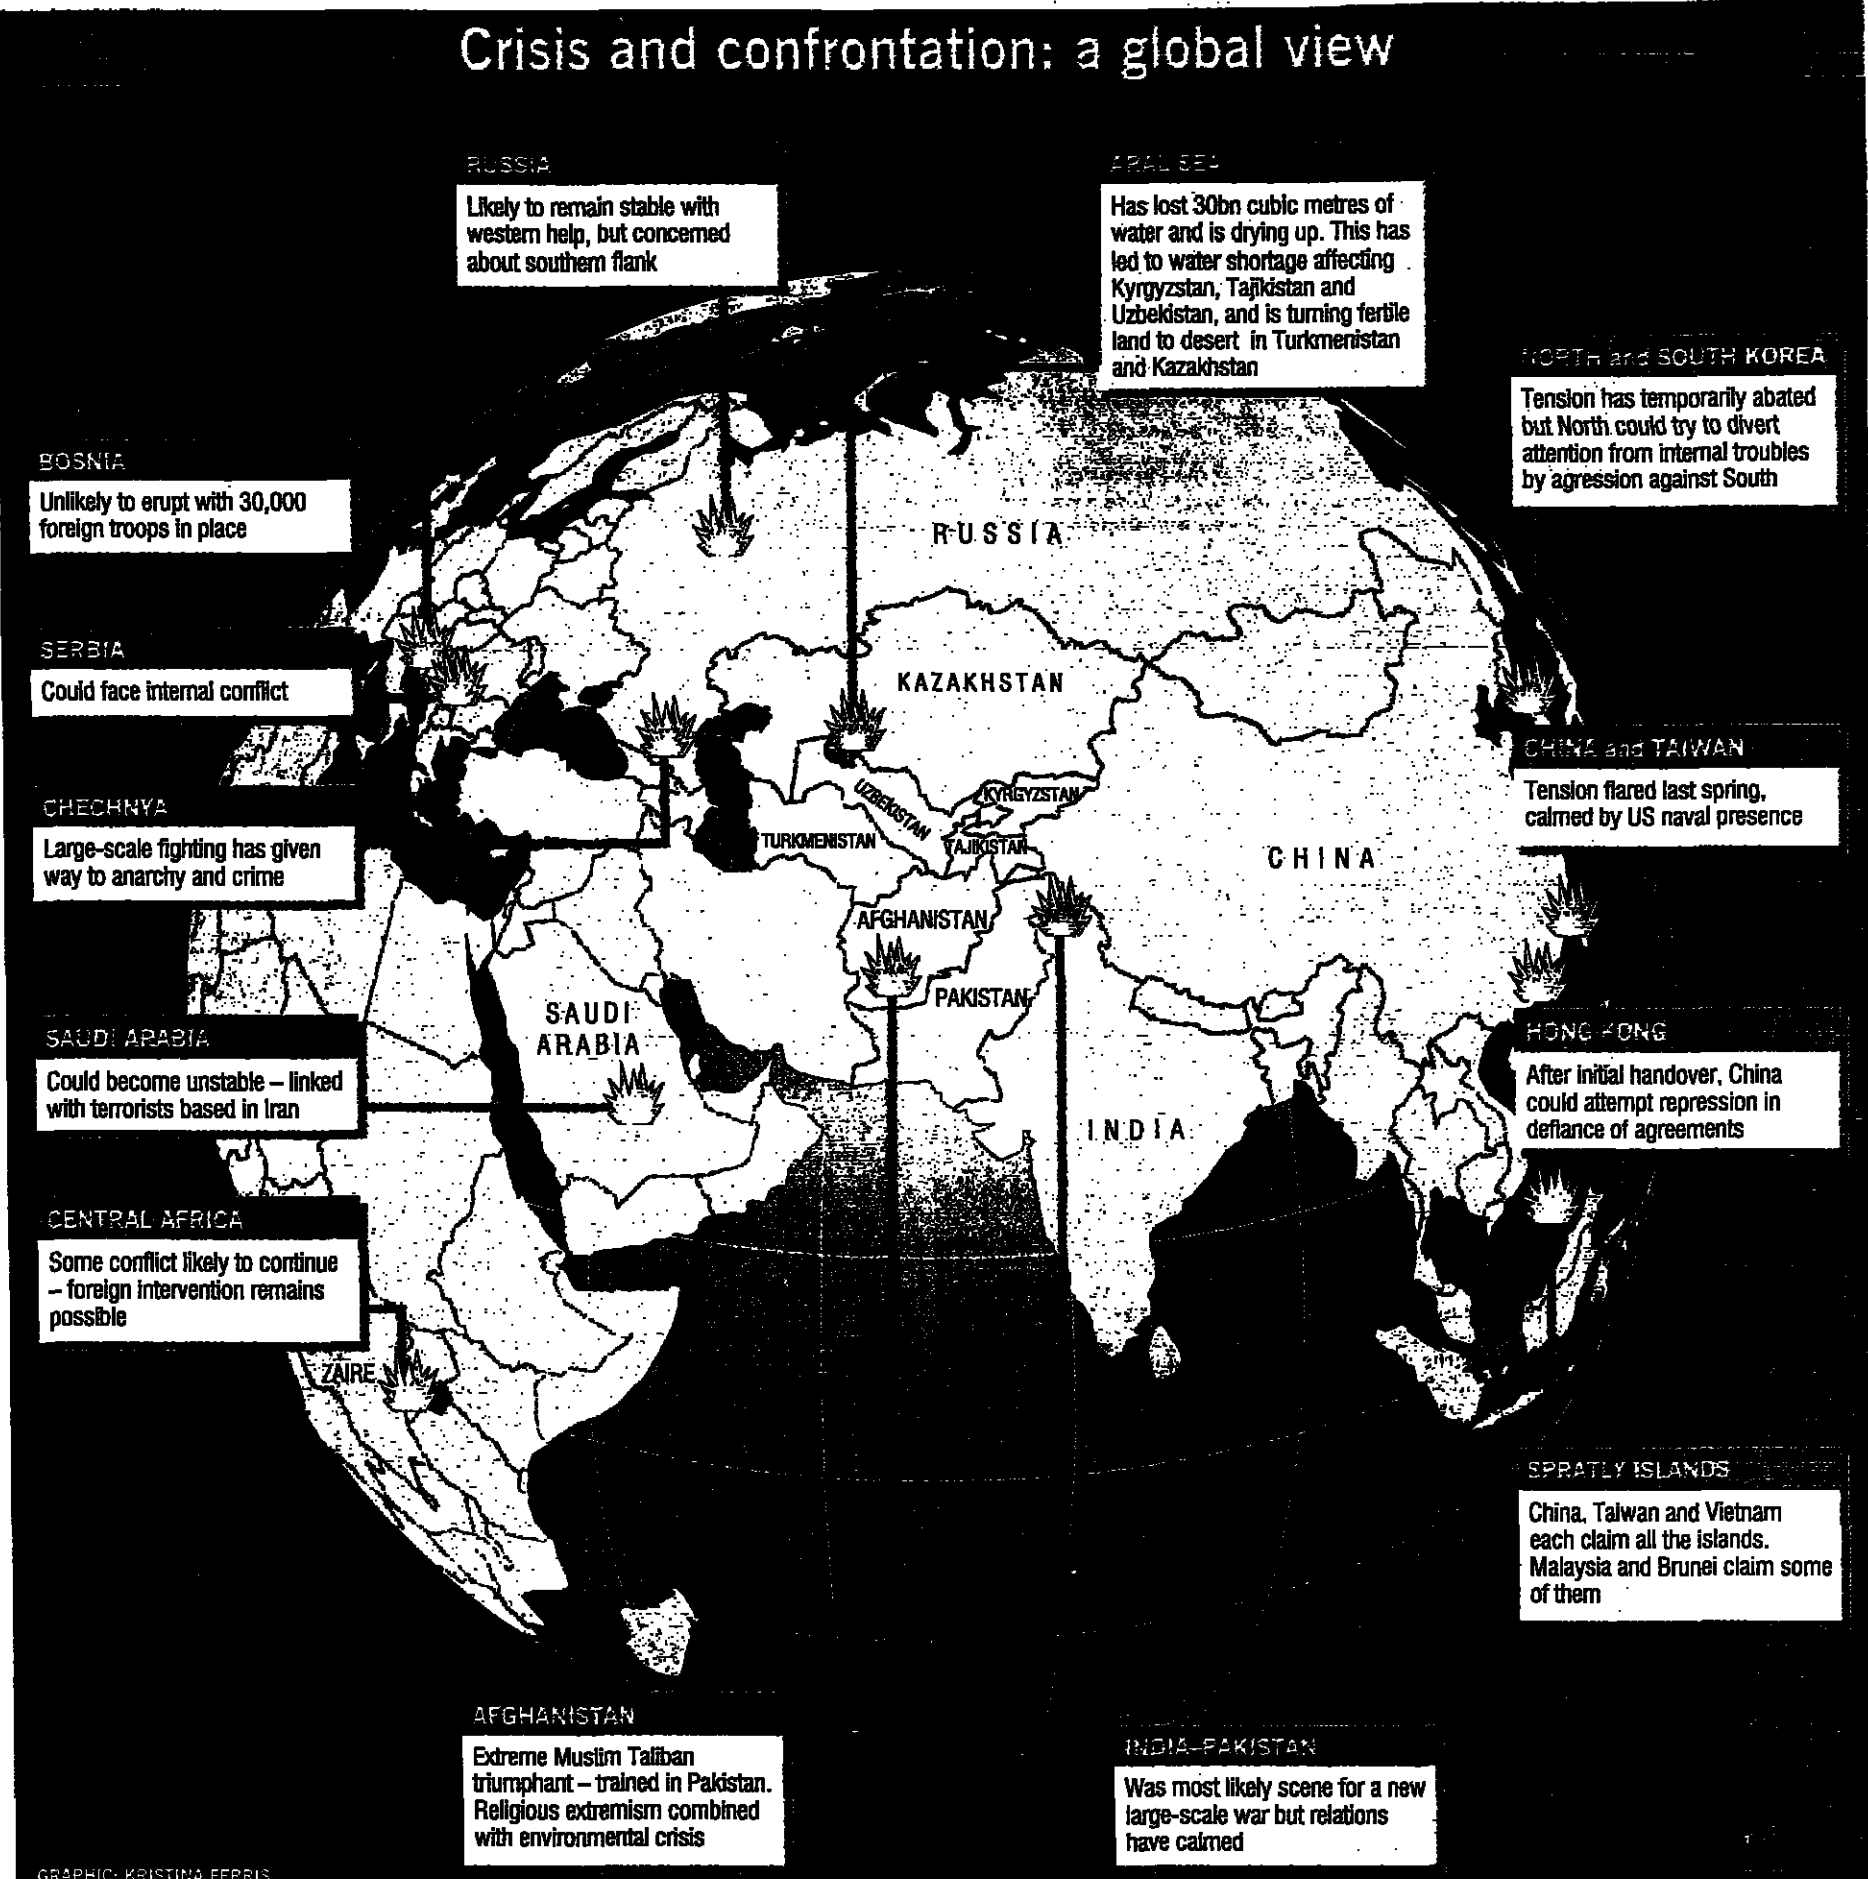 Crisis and confrontation: a global view
RUSSIA
Likely to remain stable with
western help, but concerned
about southern flank
ARAL SEA
Has lost 30bn cubic metres of
water and is drying up. This has
led to water shortage affecting
Kyrgyzstan, Tajikistan and
Uzbekistan, and is turning fertile
land to desert in Turkmenistan
and Kazakhstan
NORTH and SOUTH KOREA
Tension has temporarily abated
but North could try to divert
attention from internal troubles
by agression against South
BOSNIA
Unlikely to erupt with 30,000
foreign troops in place
SERBIA
Could face internal conflict
CHECHNYA
Large-scale fighting has given
way to anarchy and crime
SAUDI ARABIA
Could become unstable – linked
with terrorists based in Iran
CENTRAL AFRICA
Some conflict likely to continue
– foreign intervention remains
possible
RUSSIA
KAZAKHSTAN
UZBEKISTAN
KYRGYZSTAN
TURKMENISTAN
TAJIKISTAN
CHINA
AFGHANISTAN
PAKISTAN
SAUDI
ARABIA
INDIA
ZAIRE
CHINA and TAIWAN
Tension flared last spring,
calmed by US naval presence
HONG KONG
After initial handover, China
could attempt repression in
defiance of agreements
SPRATLY ISLANDS
China, Taiwan and Vietnam
each claim all the islands.
Malaysia and Brunei claim some
of them
AFGHANISTAN
Extreme Muslim Taliban
triumphant – trained in Pakistan.
Religious extremism combined
with environmental crisis
INDIA–PAKISTAN
Was most likely scene for a new
large-scale war but relations
have calmed
GRAPHIC: KRISTINA FERRIS